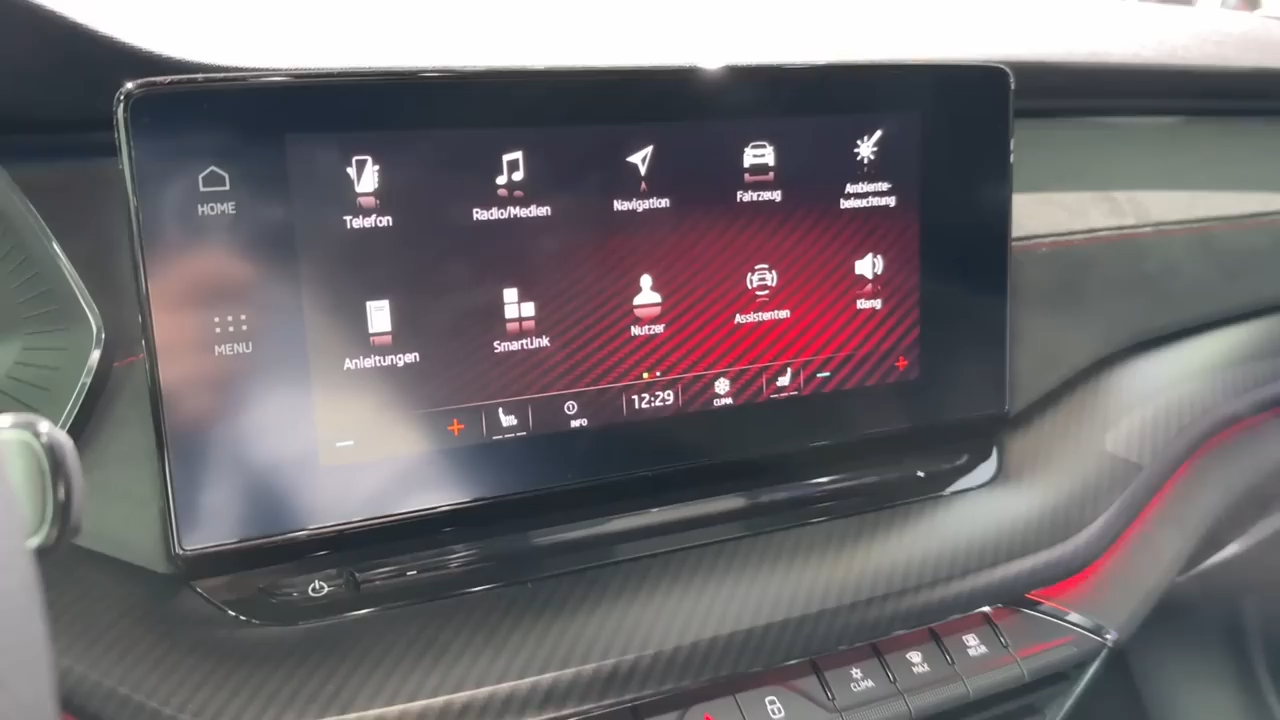 HOME
Telefon
Radio/Medien
Navigation
Fahrzeug
Ambiente-
beleuchtung
MENU
Anleitungen
SmartLink
Nutzer
Assistenten
Klang
INFO
12:29
CLIMA
CLIMA
MAX
REAR